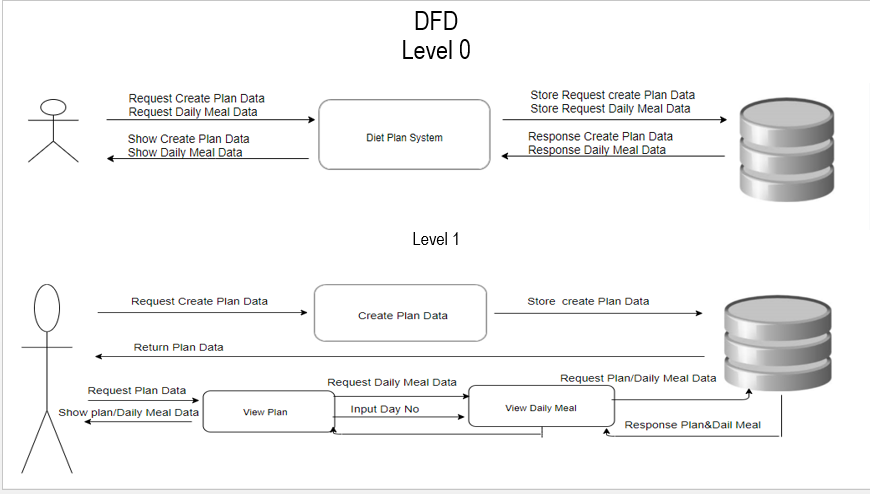 DFD
Level 0
Request Create Plan Data
Request Daily Meal Data
Show Create Plan Data
Show Daily Meal Data
Diet Plan System
Store Request create Plan Data
Store Request Daily Meal Data
Response Create Plan Data
Response Daily Meal Data
Level 1
Request Create Plan Data
Create Plan Data
Store create Plan Data
Return Plan Data
Request Plan Data
Show plan/Daily Meal Data
View Plan
Request Daily Meal Data
Input Day No
View Daily Meal
Request Plan/Daily Meal Data
Response Plan&Dail Meal